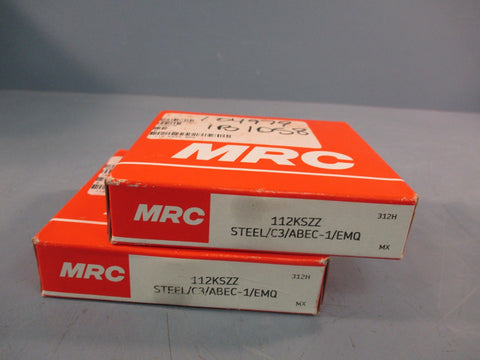 MRC
MRC
112KSZZ
STEEL/C3/ABEC-1/EMQ
312H
MX
MRC
112KSZZ
STEEL/C3/ABEC-1/EMQ
312H
MX